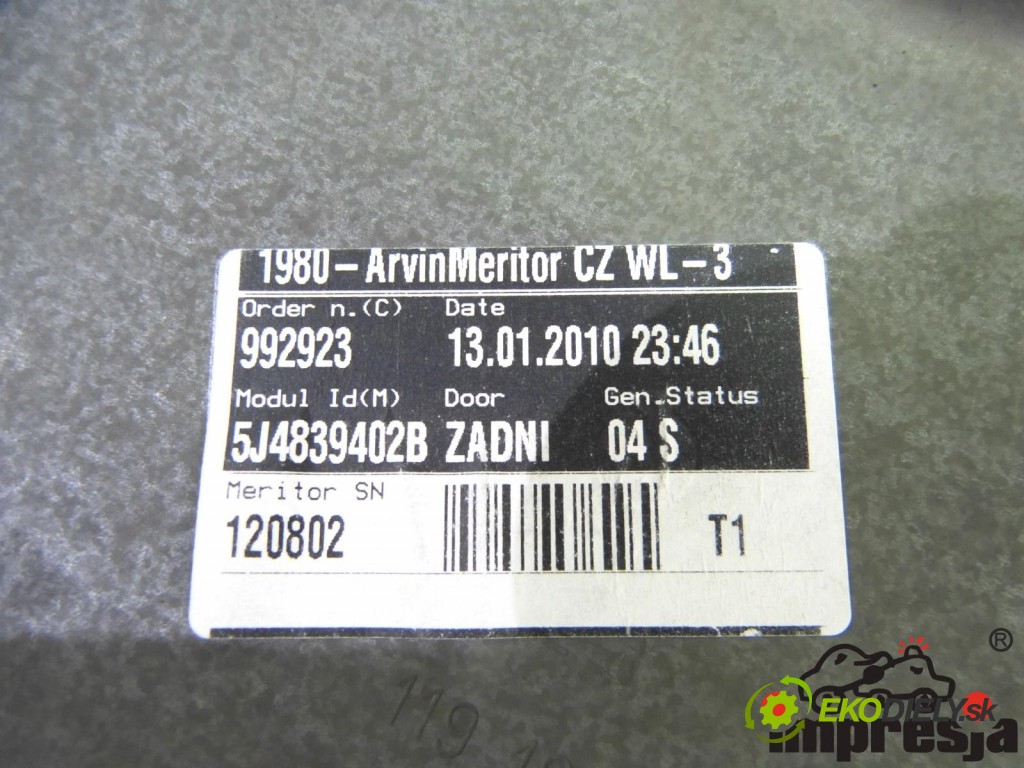 1980-ArvinMeritor CZ WL-3
Order n.(C) Date
992923 13.01.2010 23:46
Modul Id(M) Door Gen.Status
5J4839402B ZADNI 04 S
Meritor SN
120802 T1
119
®
EKODIELY.sk
impresja